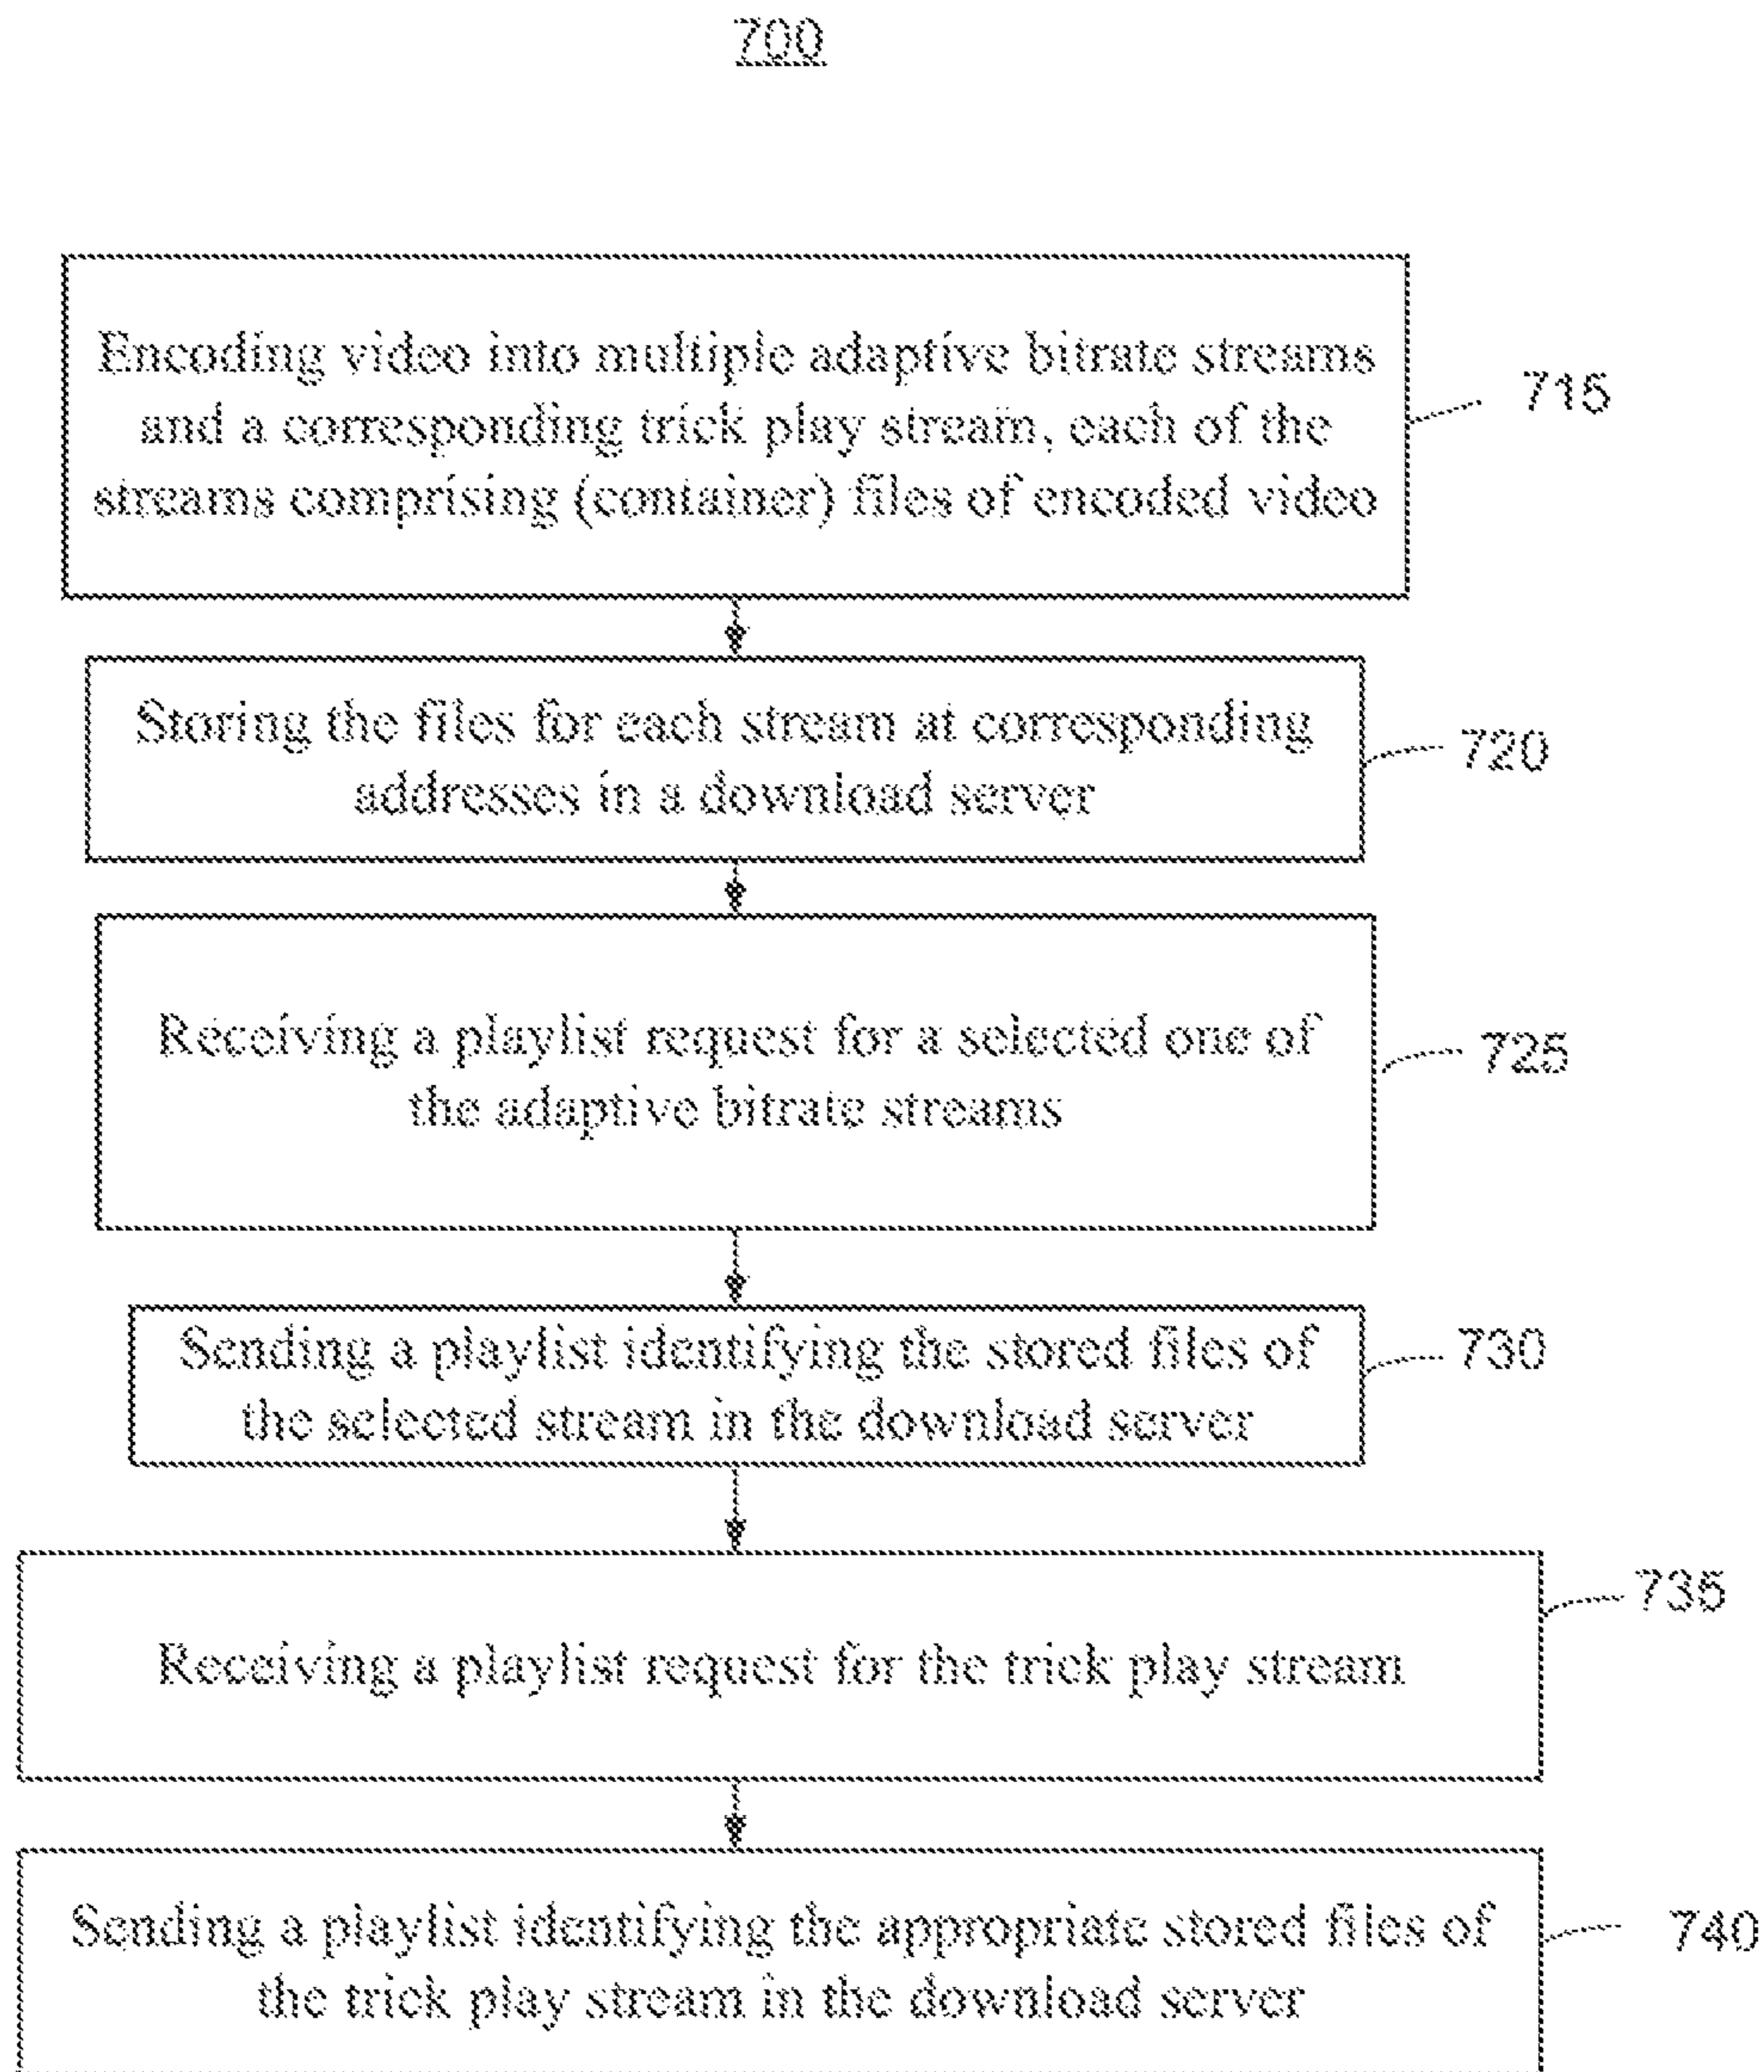 700
Encoding video into multiple adaptive bitrate streams
and a corresponding trick play stream, each of the
streams comprising (container) files of encoded video
715
Storing the files for each stream at corresponding
addresses in a download server
720
Receiving a playlist request for a selected one of
the adaptive bitrate streams
725
Sending a playlist identifying the stored files of
the selected stream in the download server
730
Receiving a playlist request for the trick play stream
735
Sending a playlist identifying the appropriate stored files of
the trick play stream in the download server
740